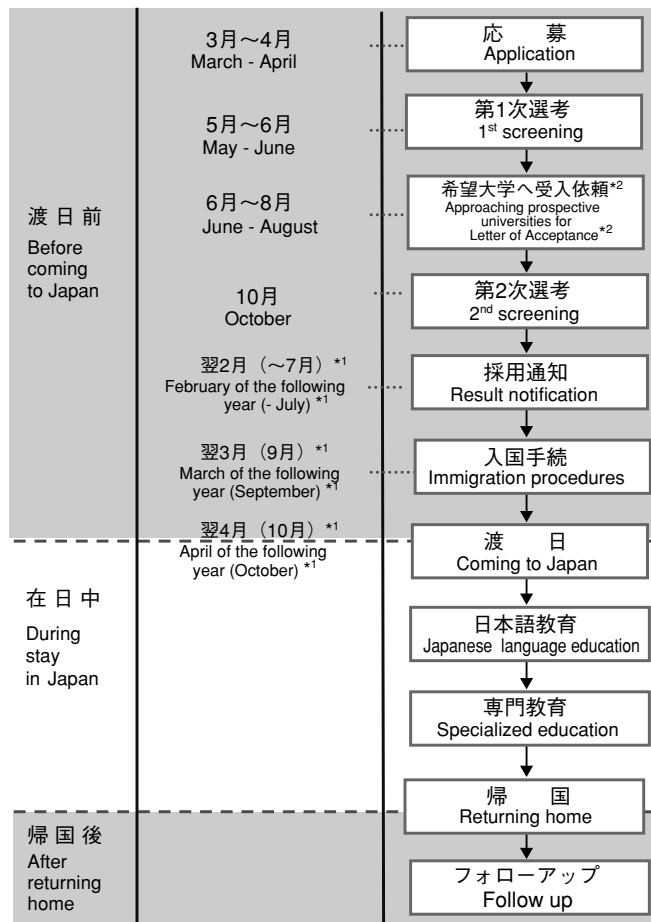 3月～4月
March - April
応　募
Application
5月～6月
May - June
第1次選考
1st screening
渡日前
Before
coming
to Japan
6月～8月
June - August
希望大学へ受入依頼*2
Approaching prospective
universities for
Letter of Acceptance*2
10月
October
第2次選考
2nd screening
翌2月（～7月）*1
February of the following
year (- July) *1
採用通知
Result notification
翌3月（9月）*1
March of the following
year (September) *1
入国手続
Immigration procedures
翌4月（10月）*1
April of the following
year (October) *1
渡　日
Coming to Japan
在日中
During
stay
in Japan
日本語教育
Japanese language education
専門教育
Specialized education
帰　国
Returning home
帰国後
After
returning
home
フォローアップ
Follow up